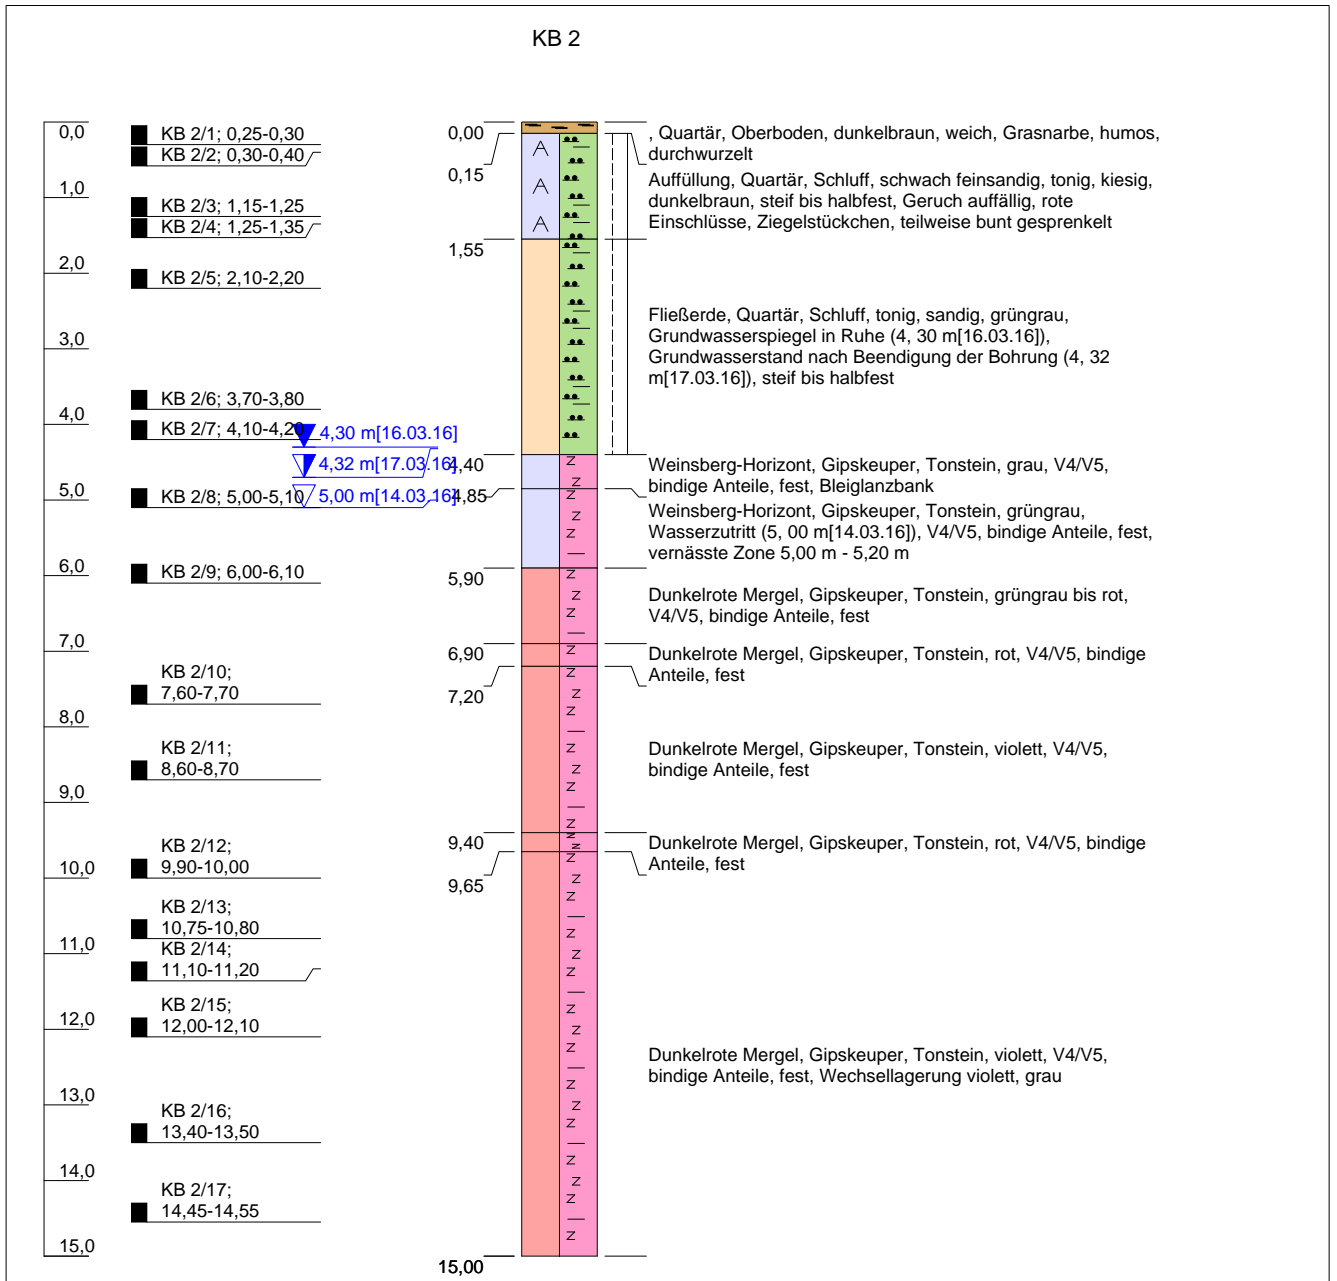 KB 2
0,0
1,0
2,0
3,0
4,0
5,0
6,0
7,0
8,0
9,0
10,0
11,0
12,0
13,0
14,0
15,0
KB 2/1; 0,25-0,30
KB 2/2; 0,30-0,40
KB 2/3; 1,15-1,25
KB 2/4; 1,25-1,35
KB 2/5; 2,10-2,20
KB 2/6; 3,70-3,80
KB 2/7; 4,10-4,20
KB 2/8; 5,00-5,10
KB 2/9; 6,00-6,10
KB 2/10;
7,60-7,70
KB 2/11;
8,60-8,70
KB 2/12;
9,90-10,00
KB 2/13;
10,75-10,80
KB 2/14;
11,10-11,20
KB 2/15;
12,00-12,10
KB 2/16;
13,40-13,50
KB 2/17;
14,45-14,55
4,30 m[16.03.16]
4,32 m[17.03.16]
5,00 m[14.03.16]
0,00
0,15
1,55
4,40
4,85
5,90
6,90
7,20
9,40
9,65
15,00
, Quartär, Oberboden, dunkelbraun, weich, Grasnarbe, humos,
durchwurzelt
Auffüllung, Quartär, Schluff, schwach feinsandig, tonig, kiesig,
dunkelbraun, steif bis halbfest, Geruch auffällig, rote
Einschlüsse, Ziegelstückchen, teilweise bunt gesprenkelt
Fließerde, Quartär, Schluff, tonig, sandig, grüngrau,
Grundwasserspiegel in Ruhe (4, 30 m[16.03.16]),
Grundwasserstand nach Beendigung der Bohrung (4, 32
m[17.03.16]), steif bis halbfest
Weinsberg-Horizont, Gipskeuper, Tonstein, grau, V4/V5,
bindige Anteile, fest, Bleiglanzbank
Weinsberg-Horizont, Gipskeuper, Tonstein, grüngrau,
Wasserzutritt (5, 00 m[14.03.16]), V4/V5, bindige Anteile, fest,
vernässte Zone 5,00 m - 5,20 m
Dunkelrote Mergel, Gipskeuper, Tonstein, grüngrau bis rot,
V4/V5, bindige Anteile, fest
Dunkelrote Mergel, Gipskeuper, Tonstein, rot, V4/V5, bindige
Anteile, fest
Dunkelrote Mergel, Gipskeuper, Tonstein, violett, V4/V5,
bindige Anteile, fest
Dunkelrote Mergel, Gipskeuper, Tonstein, rot, V4/V5, bindige
Anteile, fest
Dunkelrote Mergel, Gipskeuper, Tonstein, violett, V4/V5,
bindige Anteile, fest, Wechsellagerung violett, grau